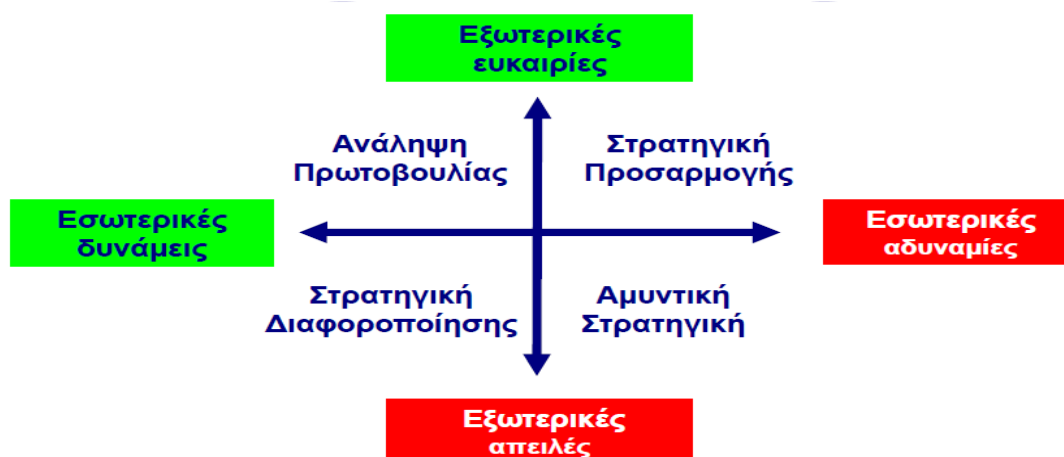 Εξωτερικές
ευκαιρίες
Ανάληψη
Πρωτοβουλίας
Στρατηγική
Προσαρμογής
Εσωτερικές
δυνάμεις
Εσωτερικές
αδυναμίες
Στρατηγική
Διαφοροποίησης
Αμυντική
Στρατηγική
Εξωτερικές
απειλές